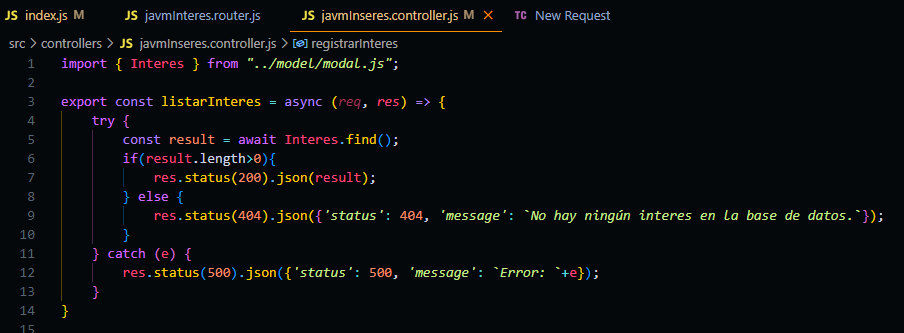 JS index.js M JS javmInteres.router.js JS javmInseres.controller.js M × TC New Request
src > controllers > JS javmInseres.controller.js > registrarInteres
1 import { Interes } from "../model/modal.js";
2
3 export const listarInteres = async (req, res) => {
4 try {
5 const result = await Interes.find();
6 if(result.length>0){
7 res.status(200).json(result);
8 } else {
9 res.status(404).json({'status': 404, 'message': `No hay ningún interes en la base de datos.`});
10 }
11 } catch (e) {
12 res.status(500).json({'status': 500, 'message': `Error: `+e});
13 }
14 }
15